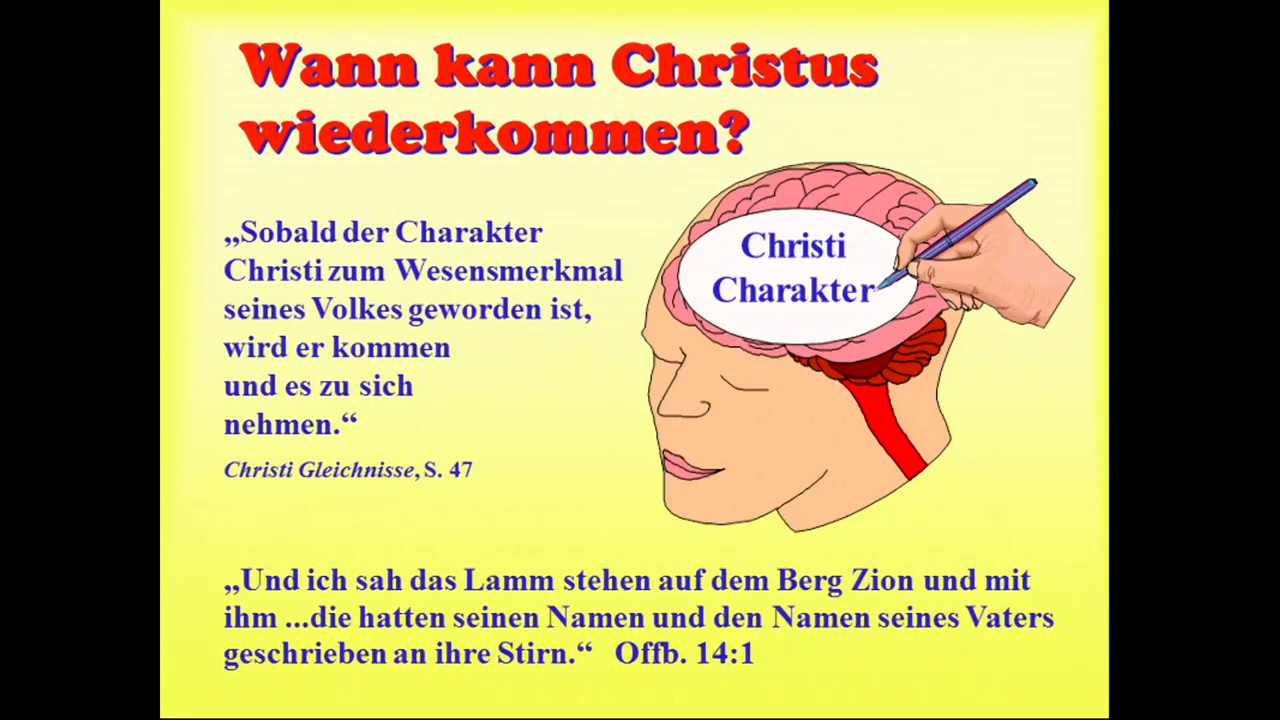 Wann kann Christus
wiederkommen?
„Sobald der Charakter
Christi zum Wesensmerkmal
seines Volkes geworden ist,
wird er kommen
und es zu sich
nehmen.“
Christi Gleichnisse, S. 47
Christi
Charakter
„Und ich sah das Lamm stehen auf dem Berg Zion und mit
ihm ...die hatten seinen Namen und den Namen seines Vaters
geschrieben an ihre Stirn.“ Offb. 14:1